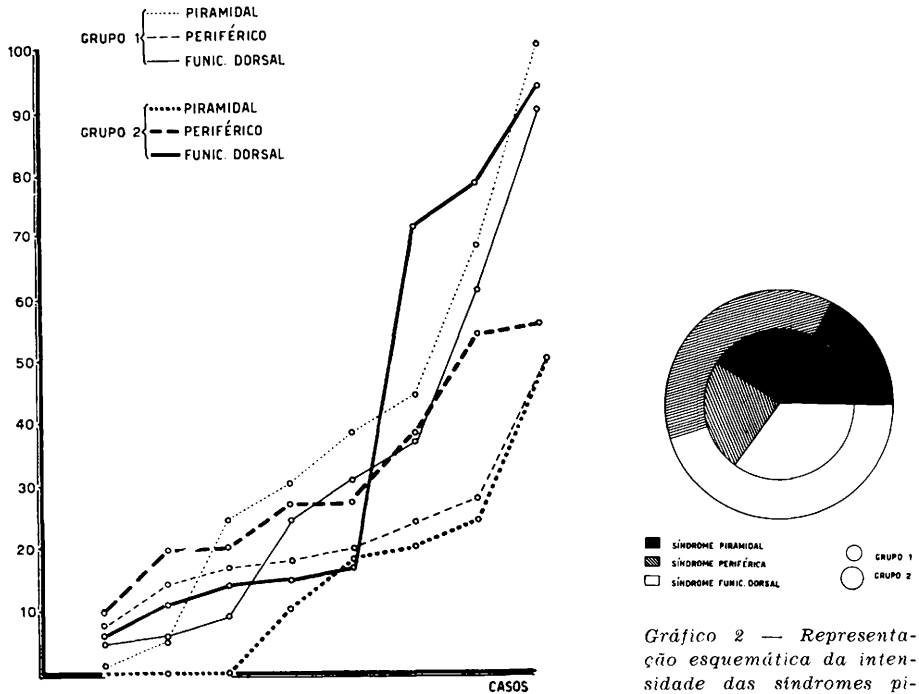 PIRAMIDAL
GRUPO 1 PERIFÉRICO
FUNIC. DORSAL
PIRAMIDAL
GRUPO 2 PERIFÉRICO
FUNIC. DORSAL
100
90
80
70
60
50
40
30
20
10
CASOS
SÍNDROME PIRAMIDAL
SÍNDROME PERIFÉRICA
SÍNDROME FUNIC. DORSAL
GRUPO 1
GRUPO 2
Gráfico 2 — Representa-
ção esquemática da inten-
sidade das síndromes pi-